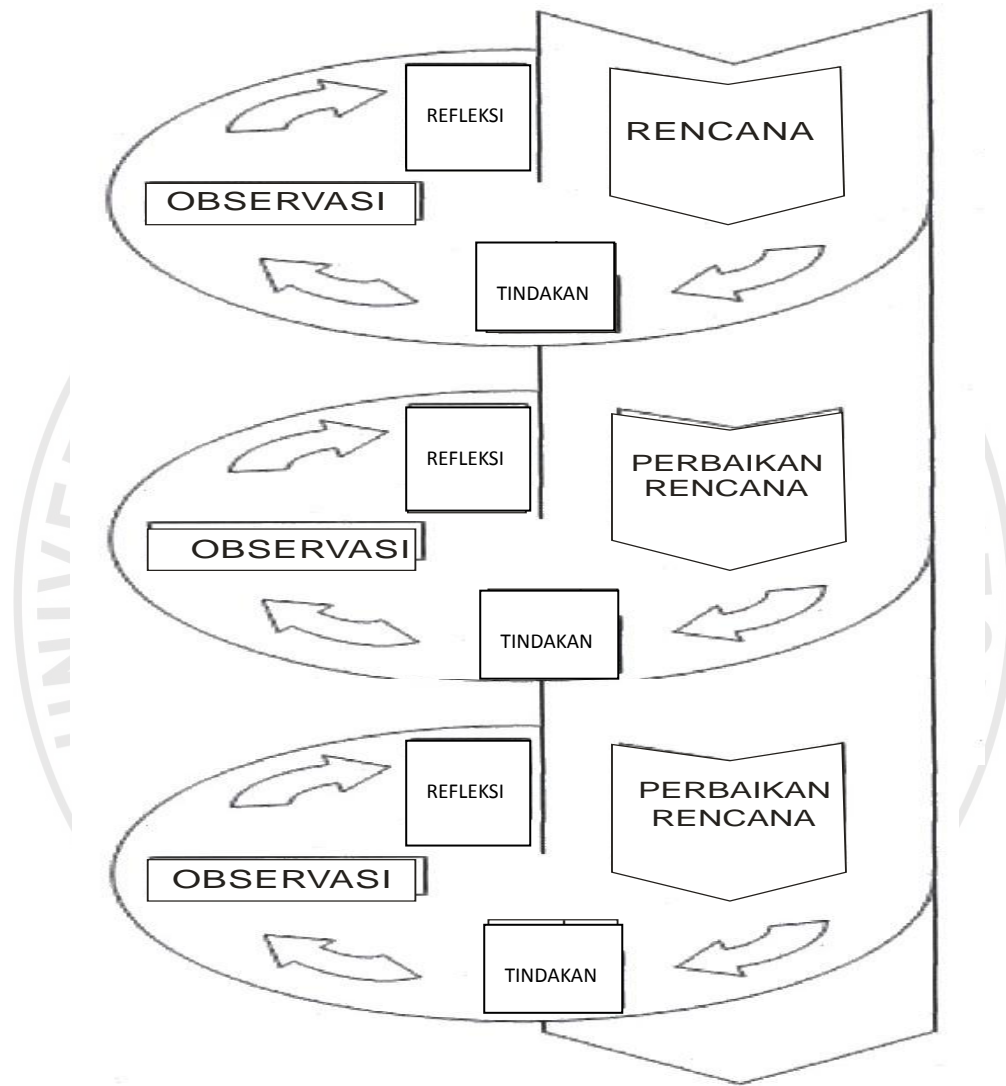 REFLEKSI
RENCANA
OBSERVASI
TINDAKAN
REFLEKSI
PERBAIKAN
RENCANA
OBSERVASI
TINDAKAN
REFLEKSI
PERBAIKAN
RENCANA
OBSERVASI
TINDAKAN